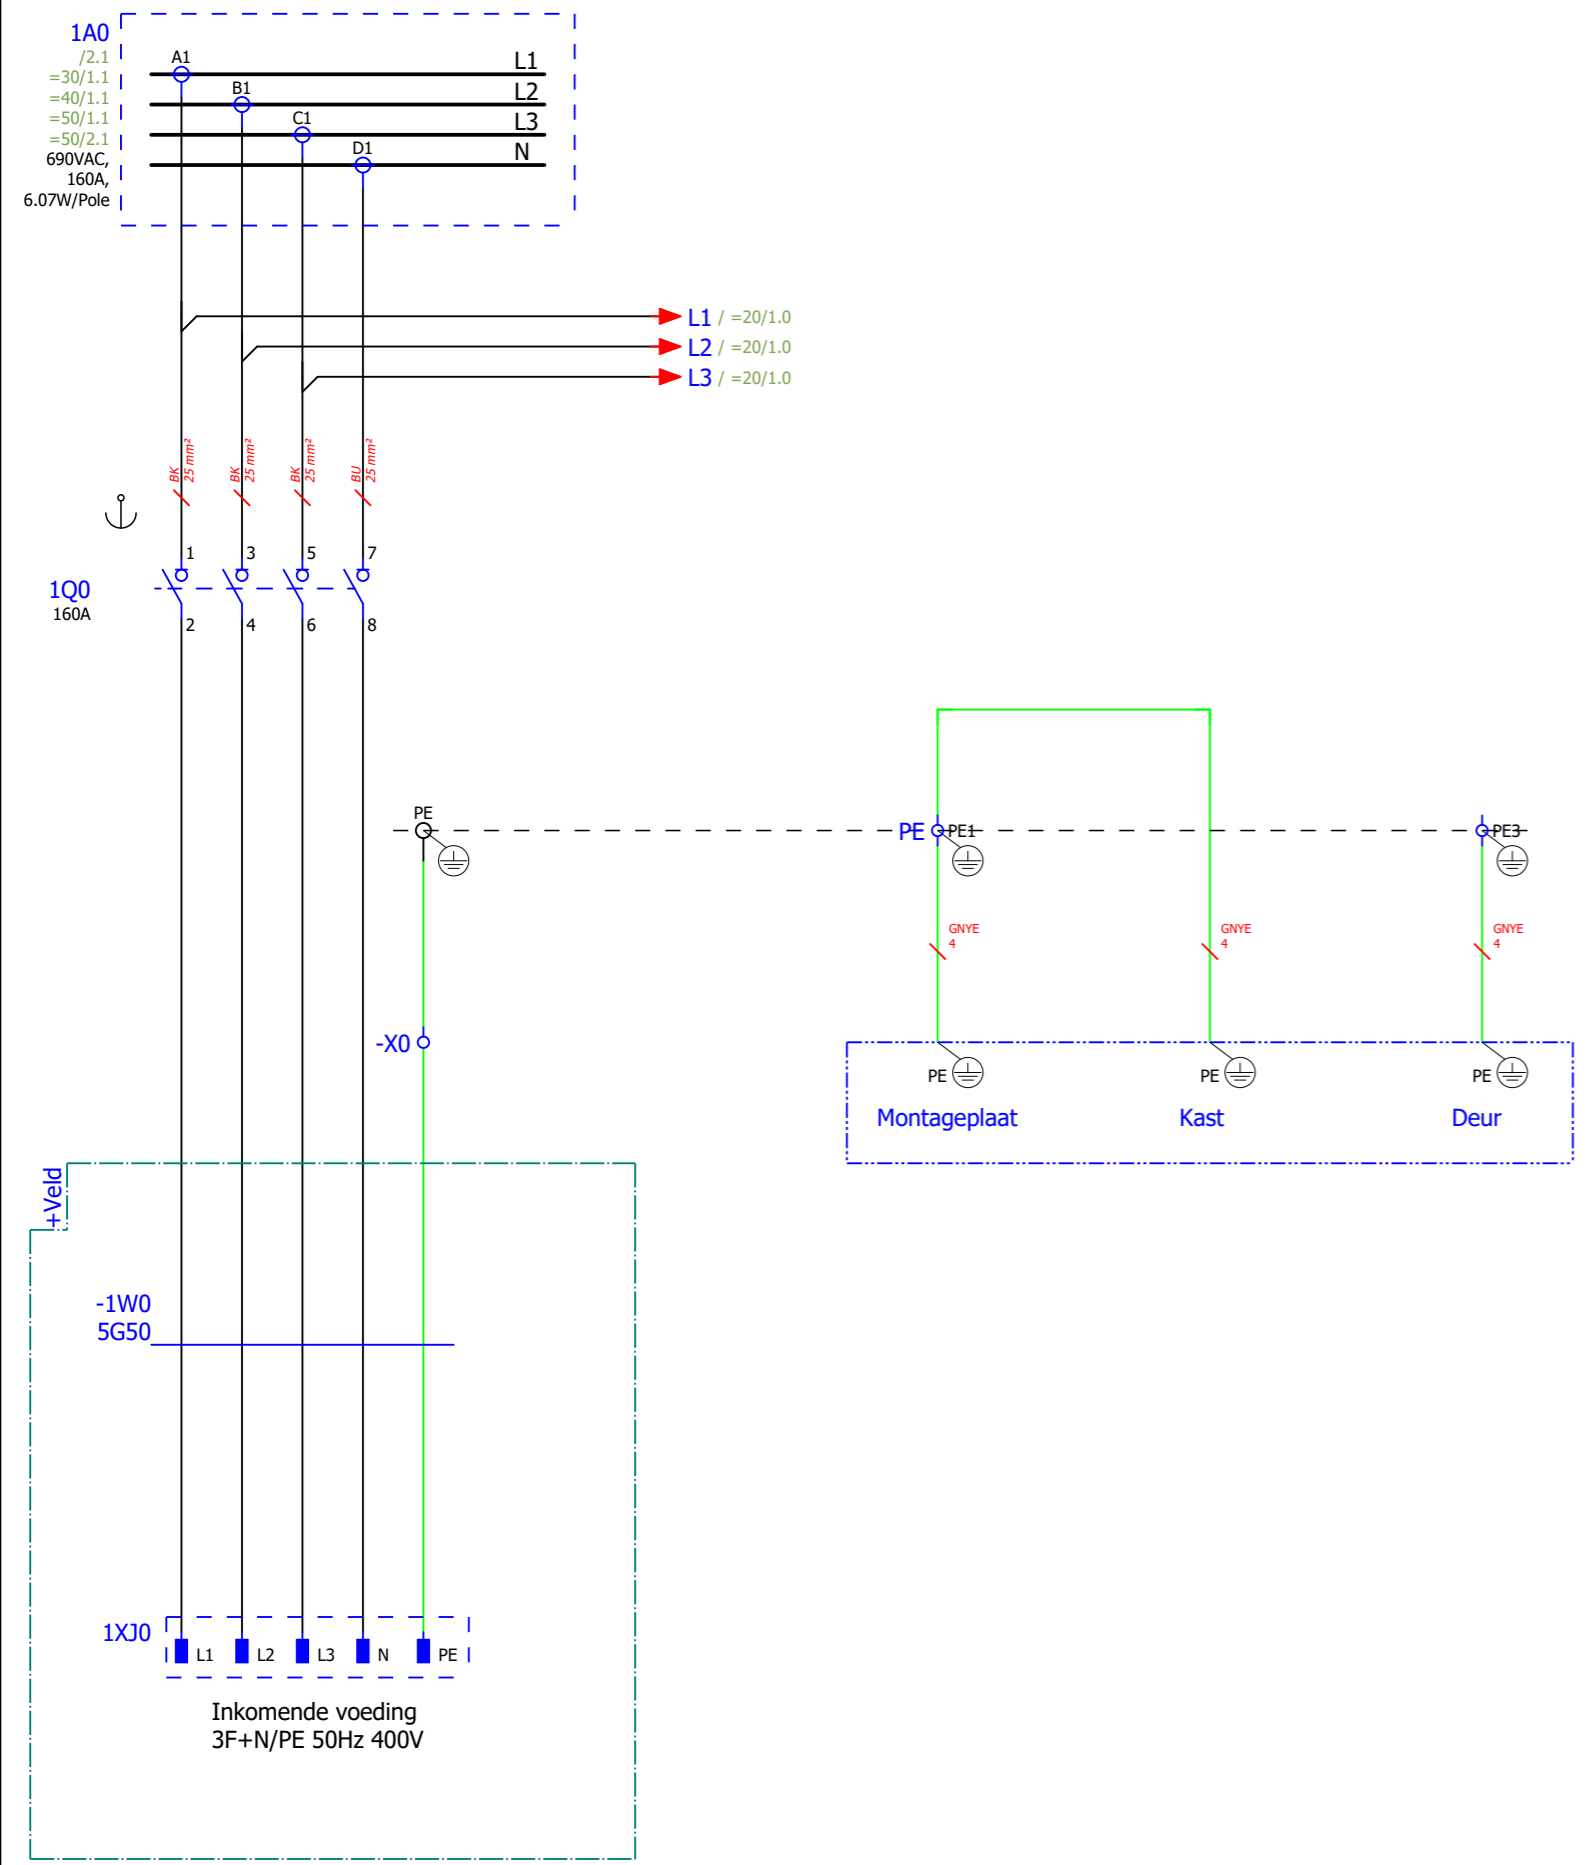 1A0
/2.1
=30/1.1
=40/1.1
=50/1.1
=50/2.1
690VAC,
160A,
6.07W/Pole
A1
L1
B1
L2
C1
L3
D1
N
L1 / =20/1.0
L2 / =20/1.0
L3 / =20/1.0
BK
25 mm²
BK
25 mm²
BK
25 mm²
BU
25 mm²
1 3 5 7
1Q0
160A
2 4 6 8
PE
PE PE1 PE3
GNYE
4
GNYE
4
GNYE
4
-X0
PE PE PE
Montageplaat Kast Deur
+Veld
-1W0
5G50
1XJ0
L1 L2 L3 N PE
Inkomende voeding
3F+N/PE 50Hz 400V